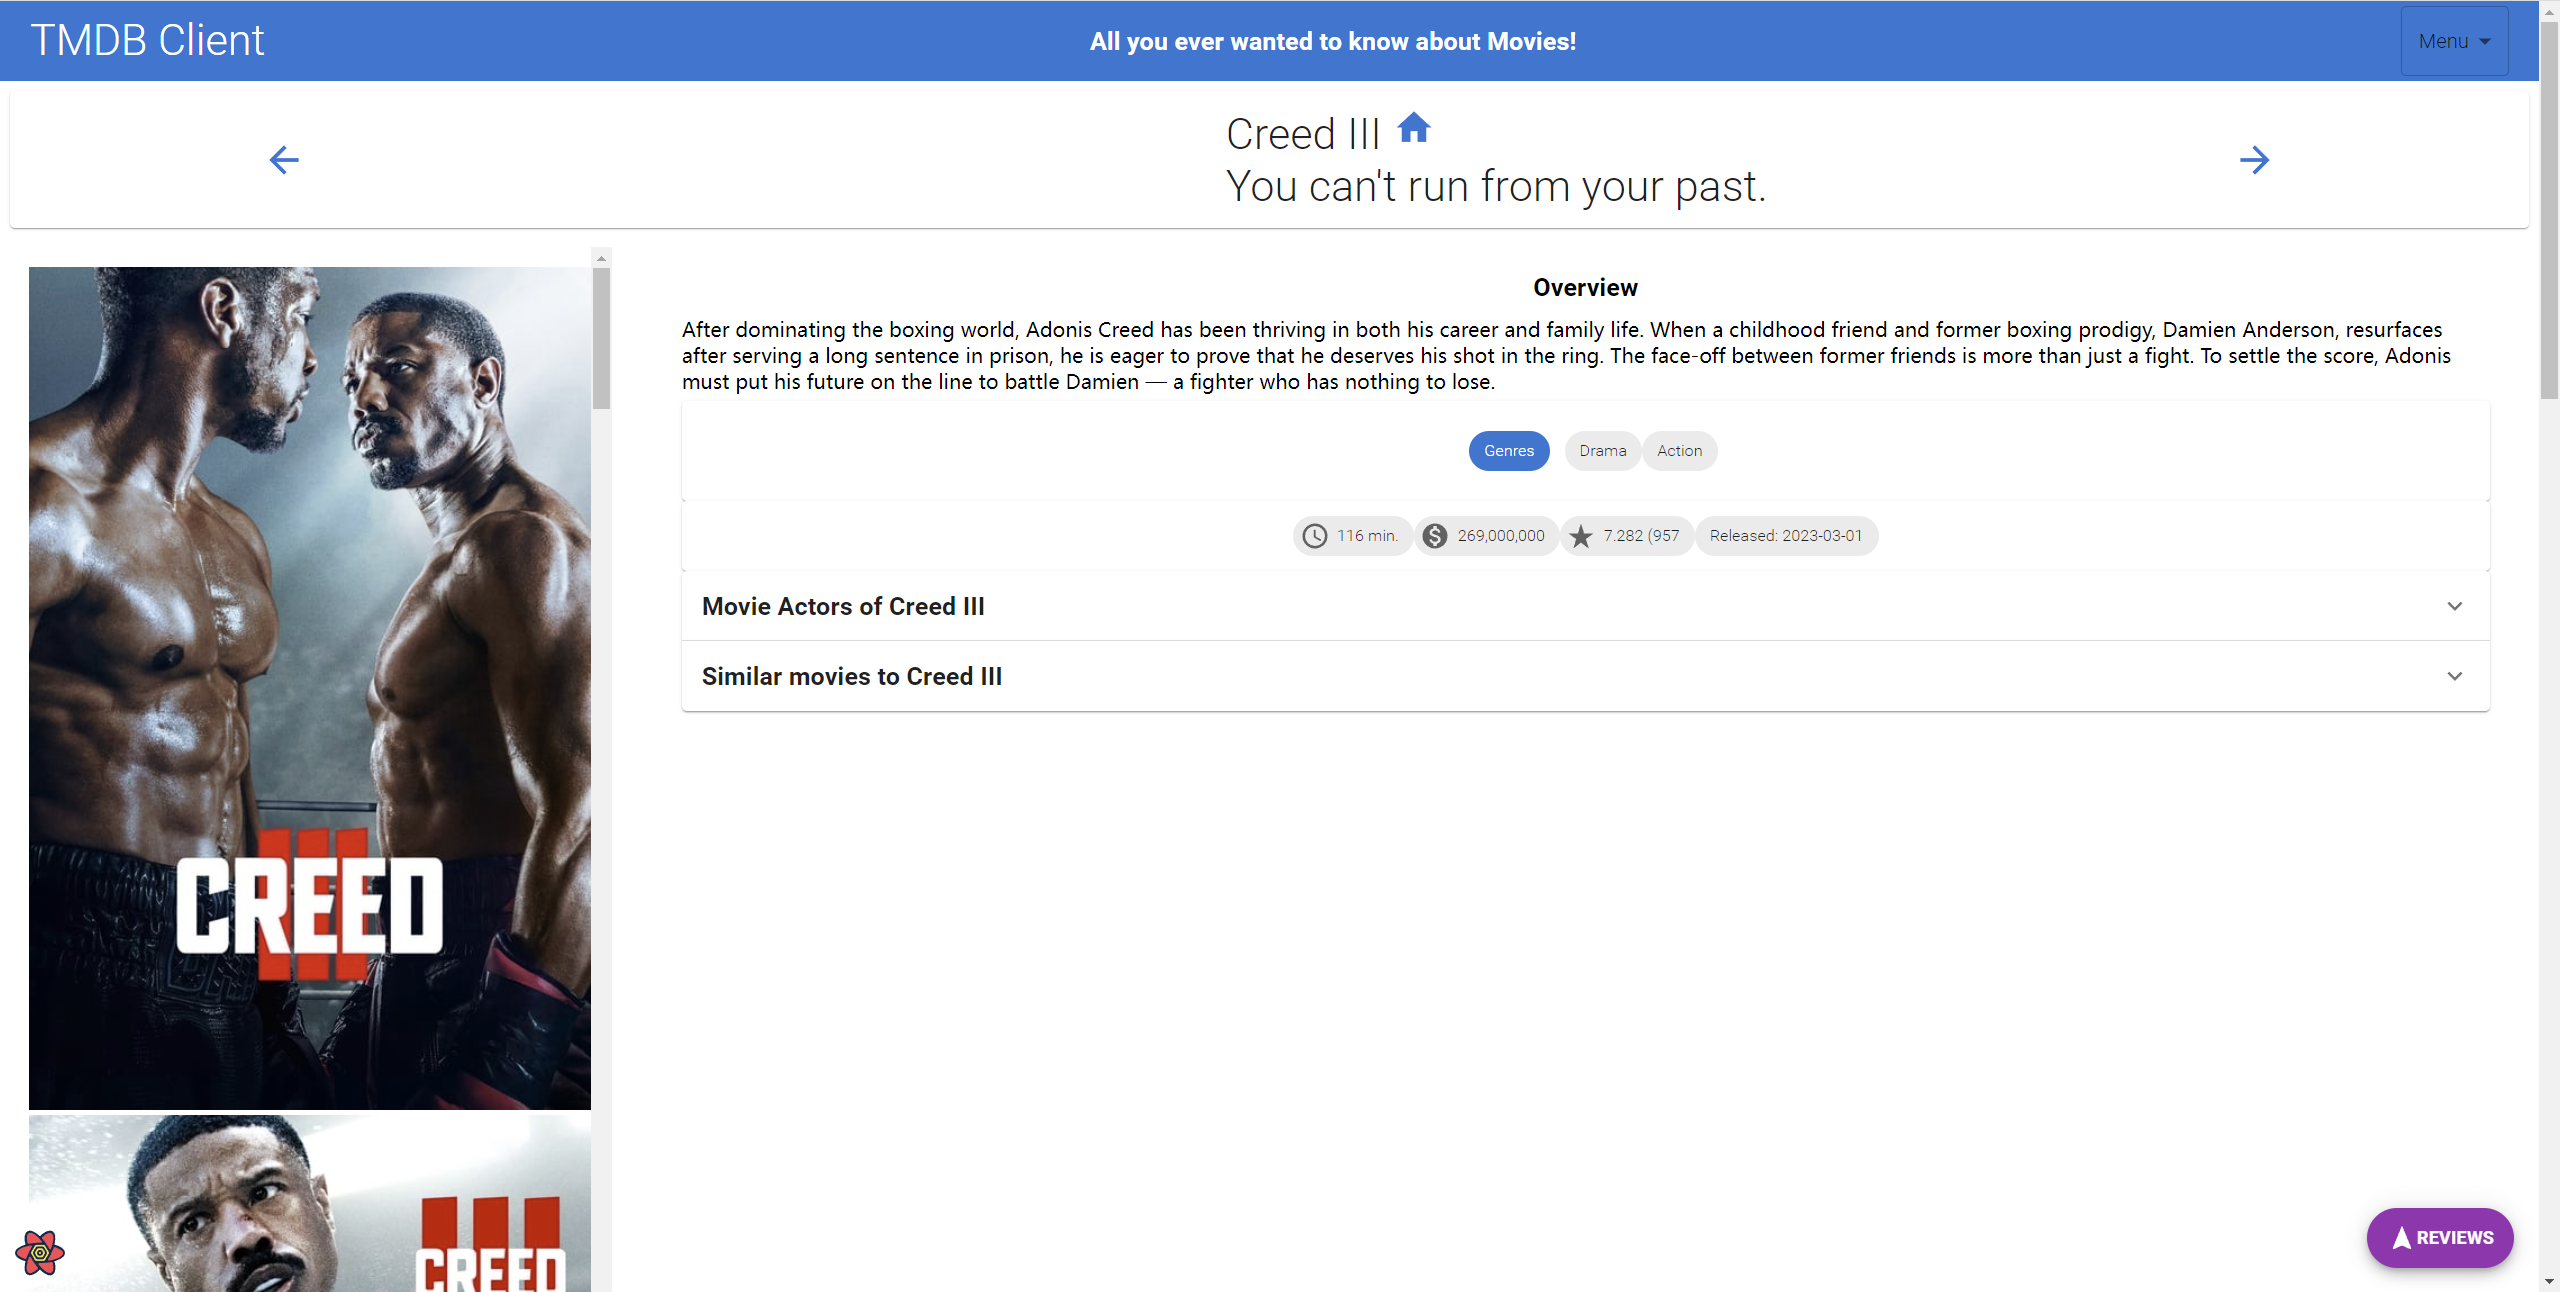 TMDB Client
All you ever wanted to know about Movies!
Menu
Creed III
You can't run from your past.
Overview
After dominating the boxing world, Adonis Creed has been thriving in both his career and family life. When a childhood friend and former boxing prodigy, Damien Anderson, resurfaces
after serving a long sentence in prison, he is eager to prove that he deserves his shot in the ring. The face-off between former friends is more than just a fight. To settle the score, Adonis
must put his future on the line to battle Damien — a fighter who has nothing to lose.
Genres Drama Action
116 min. 269,000,000 7.282 (957 Released: 2023-03-01
Movie Actors of Creed III
Similar movies to Creed III
III
CREED
III
CREED
REVIEWS